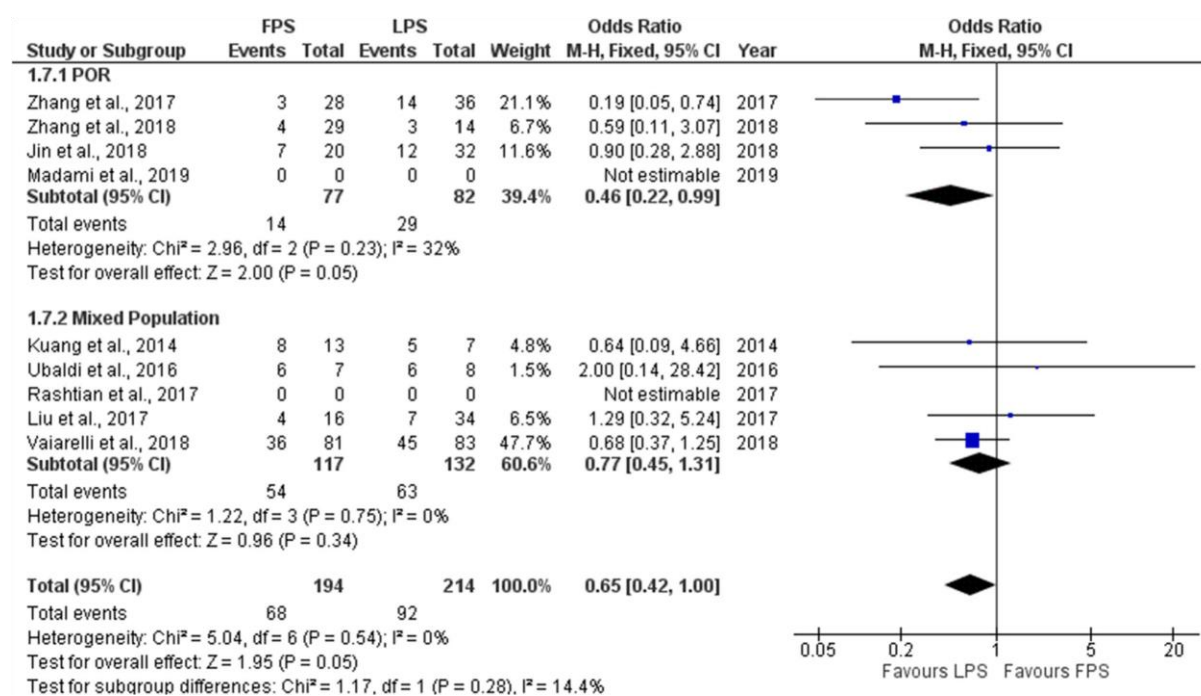 FPS LPS Odds Ratio Odds Ratio
Study or Subgroup Events Total Events Total Weight M-H, Fixed, 95% CI Year M-H, Fixed, 95% CI
1.7.1 POR
Zhang et al., 2017 3 28 14 36 21.1% 0.19 [0.05, 0.74] 2017
Zhang et al., 2018 4 29 3 14 6.7% 0.59 [0.11, 3.07] 2018
Jin et al., 2018 7 20 12 32 11.6% 0.90 [0.28, 2.88] 2018
Madami et al., 2019 0 0 0 0 Not estimable 2019
Subtotal (95% CI) 77 82 39.4% 0.46 [0.22, 0.99]
Total events 14 29
Heterogeneity: Chi² = 2.96, df = 2 (P = 0.23); I² = 32%
Test for overall effect: Z = 2.00 (P = 0.05)
1.7.2 Mixed Population
Kuang et al., 2014 8 13 5 7 4.8% 0.64 [0.09, 4.66] 2014
Ubaldi et al., 2016 6 7 6 8 1.5% 2.00 [0.14, 28.42] 2016
Rashtian et al., 2017 0 0 0 0 Not estimable 2017
Liu et al., 2017 4 16 7 34 6.5% 1.29 [0.32, 5.24] 2017
Vaiarelli et al., 2018 36 81 45 83 47.7% 0.68 [0.37, 1.25] 2018
Subtotal (95% CI) 117 132 60.6% 0.77 [0.45, 1.31]
Total events 54 63
Heterogeneity: Chi² = 1.22, df = 3 (P = 0.75); I² = 0%
Test for overall effect: Z = 0.96 (P = 0.34)
Total (95% CI) 194 214 100.0% 0.65 [0.42, 1.00]
Total events 68 92
Heterogeneity: Chi² = 5.04, df = 6 (P = 0.54); I² = 0%
Test for overall effect: Z = 1.95 (P = 0.05)
Test for subgroup differences: Chi² = 1.17, df = 1 (P = 0.28), I² = 14.4%
0.05 0.2 1 5 20
Favours LPS Favours FPS